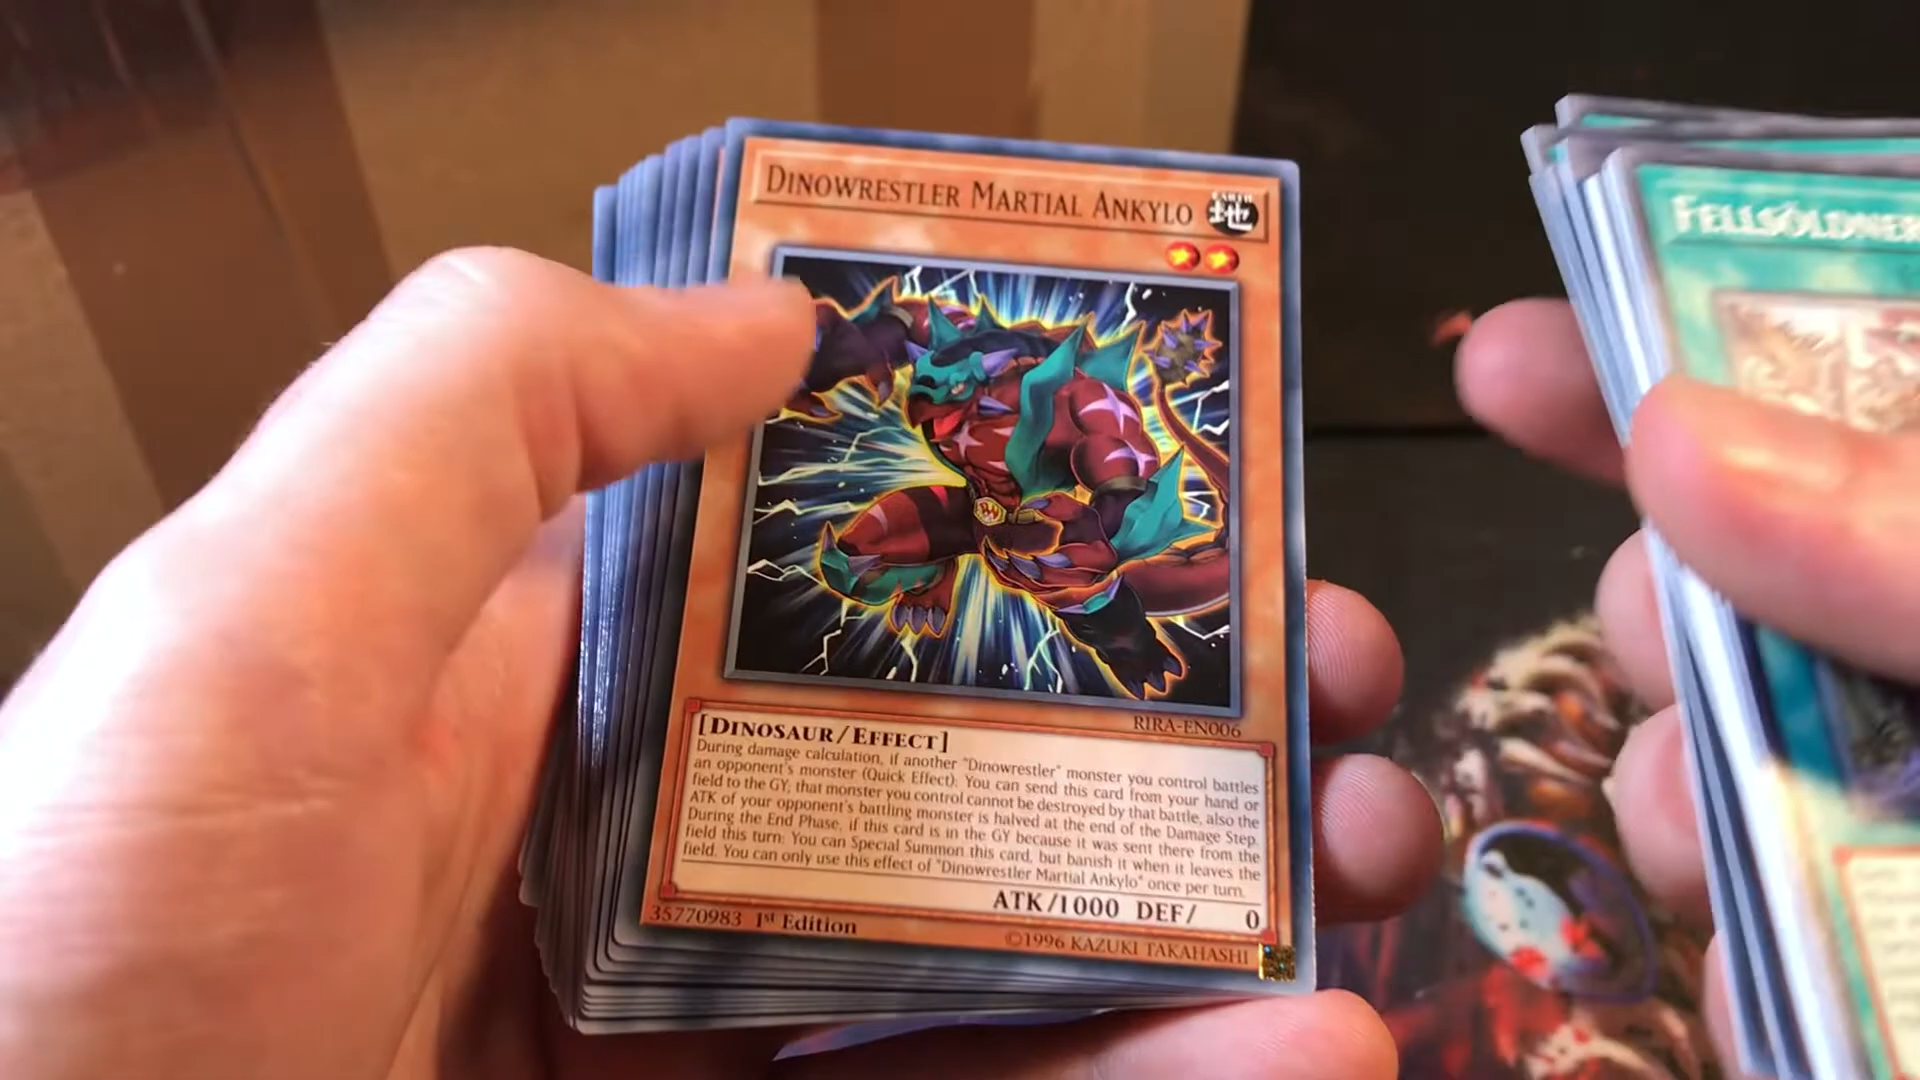 DINOWRESTLER MARTIAL ANKYLO
EARTH
地
RIRA-EN006
[DINOSAUR/EFFECT]
During damage calculation, if another "Dinowrestler" monster you control battles
an opponent's monster (Quick Effect): You can send this card from your hand or
field to the GY; that monster you control cannot be destroyed by that battle, also the
ATK of your opponent's battling monster is halved at the end of the Damage Step.
During the End Phase, if this card is in the GY because it was sent there from the
field this turn: You can Special Summon this card, but banish it when it leaves the
field. You can only use this effect of "Dinowrestler Martial Ankylo" once per turn.
ATK/1000 DEF/ 0
35770983 1st Edition
©1996 KAZUKI TAKAHASHI
FELLSÖLDNER